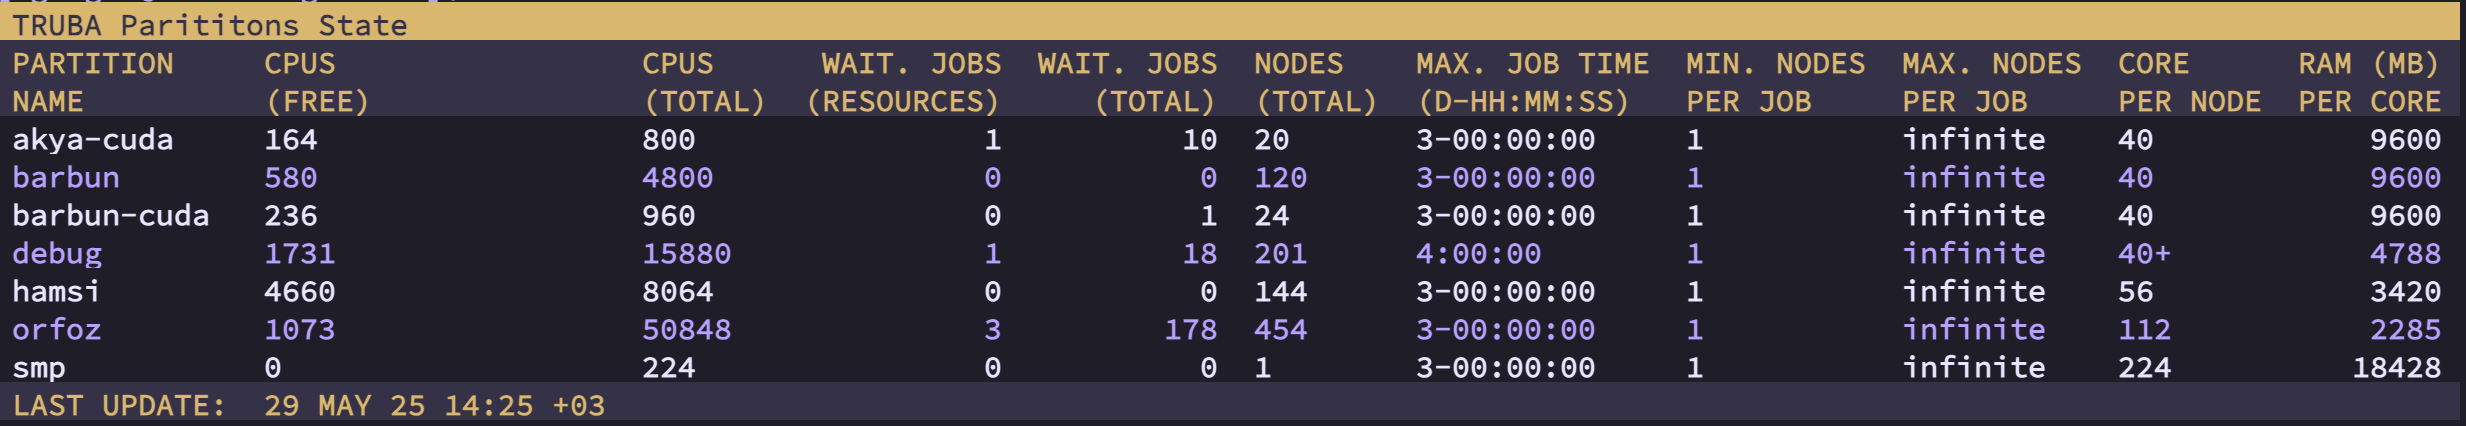 TRUBA Parititons State
PARTITION CPUS CPUS WAIT. JOBS WAIT. JOBS NODES MAX. JOB TIME MIN. NODES MAX. NODES CORE RAM (MB)
NAME (FREE) (TOTAL) (RESOURCES) (TOTAL) (TOTAL) (D-HH:MM:SS) PER JOB PER JOB PER NODE PER CORE
akya-cuda 164 800 1 10 20 3-00:00:00 1 infinite 40 9600
barbun 580 4800 0 0 120 3-00:00:00 1 infinite 40 9600
barbun-cuda 236 960 0 1 24 3-00:00:00 1 infinite 40 9600
debug 1731 15880 1 18 201 4:00:00 1 infinite 40+ 4788
hamsi 4660 8064 0 0 144 3-00:00:00 1 infinite 56 3420
orfoz 1073 50848 3 178 454 3-00:00:00 1 infinite 112 2285
smp 0 224 0 0 1 3-00:00:00 1 infinite 224 18428
LAST UPDATE: 29 MAY 25 14:25 +03